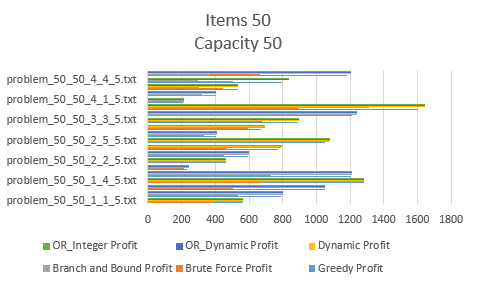 Items 50
Capacity 50
problem_50_50_4_4_5.txt
problem_50_50_4_1_5.txt
problem_50_50_3_3_5.txt
problem_50_50_2_5_5.txt
problem_50_50_2_2_5.txt
problem_50_50_1_4_5.txt
problem_50_50_1_1_5.txt
0 200 400 600 800 1000 1200 1400 1600 1800
OR_Integer Profit OR_Dynamic Profit Dynamic Profit
Branch and Bound Profit Brute Force Profit Greedy Profit